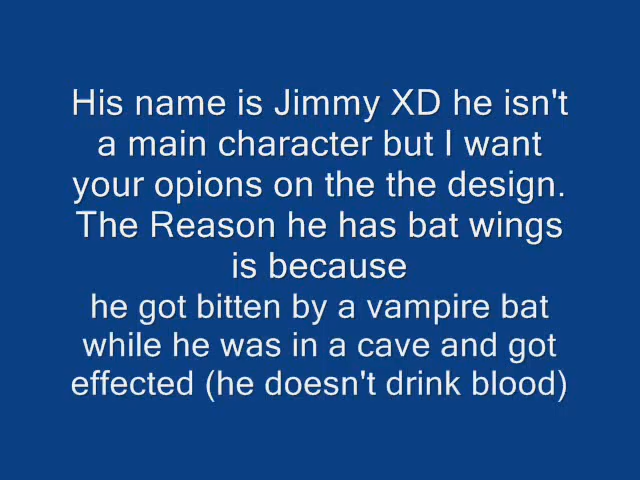 His name is Jimmy XD he isn't
a main character but I want
your opions on the the design.
The Reason he has bat wings
is because
he got bitten by a vampire bat
while he was in a cave and got
effected (he doesn't drink blood)